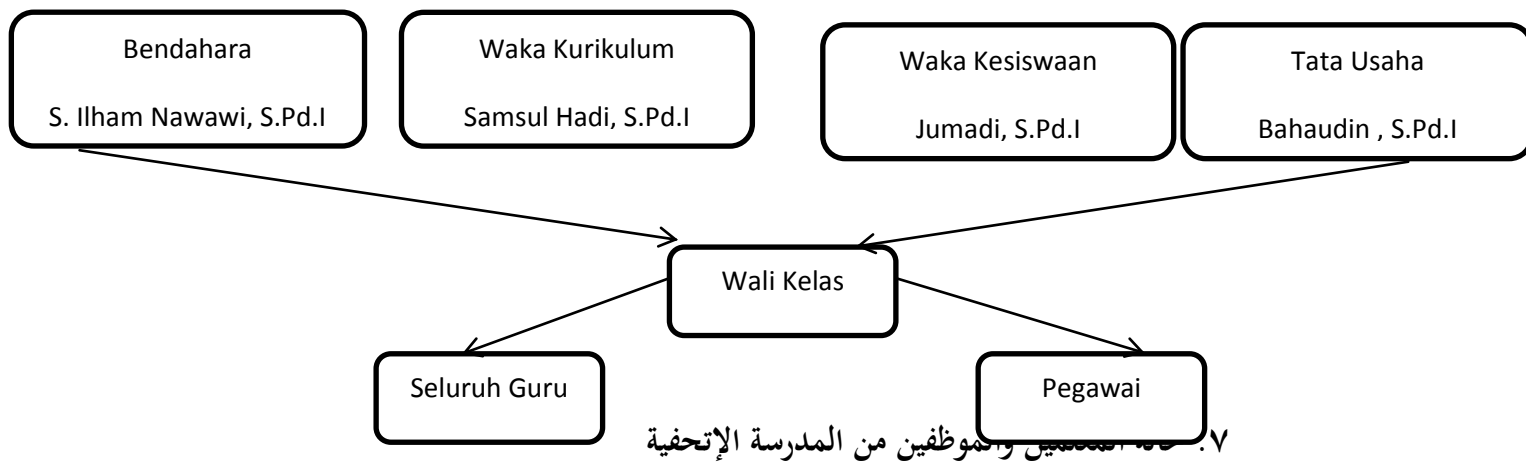 Bendahara
S. Ilham Nawawi, S.Pd.I
Waka Kurikulum
Samsul Hadi, S.Pd.I
Waka Kesiswaan
Jumadi, S.Pd.I
Tata Usaha
Bahaudin , S.Pd.I
Wali Kelas
Seluruh Guru
Pegawai
٧. والموظفين من المدرسة الإتحفية